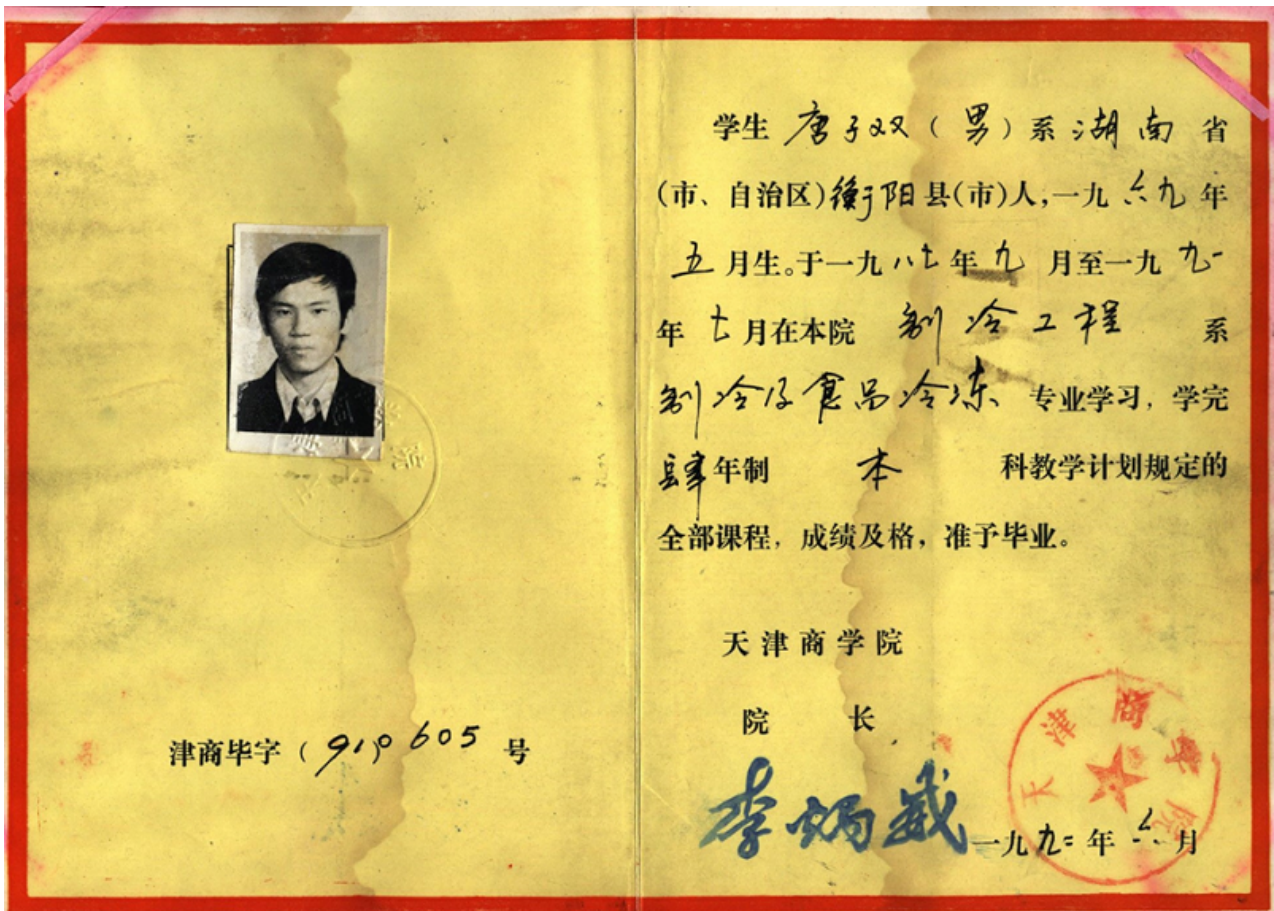 津商毕字（91）0605号
学生 唐子双（男）系湖南省
(市、自治区)衡阳县(市)人,一九六九年
五月生。于一九八七年九月至一九九一
年七月在本院 制冷工程 系
制冷及食品冷冻 专业学习，学完
肆年制 本 科教学计划规定的
全部课程，成绩及格，准予毕业。
天津商学院
院 长
李
一九九二年六月
天津商学院